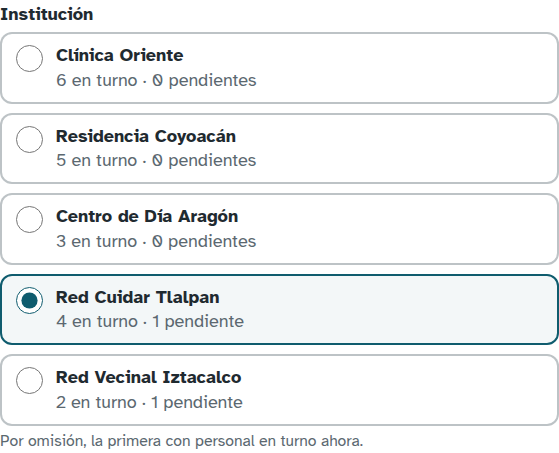 Institución
Clínica Oriente
6 en turno · 0 pendientes
Residencia Coyoacán
5 en turno · 0 pendientes
Centro de Día Aragón
3 en turno · 0 pendientes
Red Cuidar Tlalpan
4 en turno · 1 pendiente
Red Vecinal Iztacalco
2 en turno · 1 pendiente
Por omisión, la primera con personal en turno ahora.